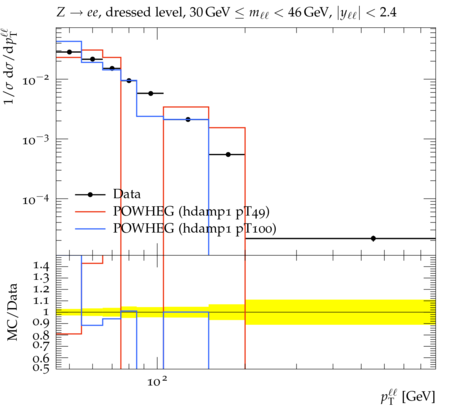 Z → ee, dressed level, 30 GeV ≤ mℓℓ < 46 GeV, |yℓℓ| < 2.4
1/σ dσ/dpTℓℓ
10⁻²
10⁻³
10⁻⁴
Data
POWHEG (hdamp1 pT49)
POWHEG (hdamp1 pT100)
MC/Data
1.4
1.3
1.2
1.1
1
0.9
0.8
0.7
0.6
0.5
10²
pTℓℓ [GeV]